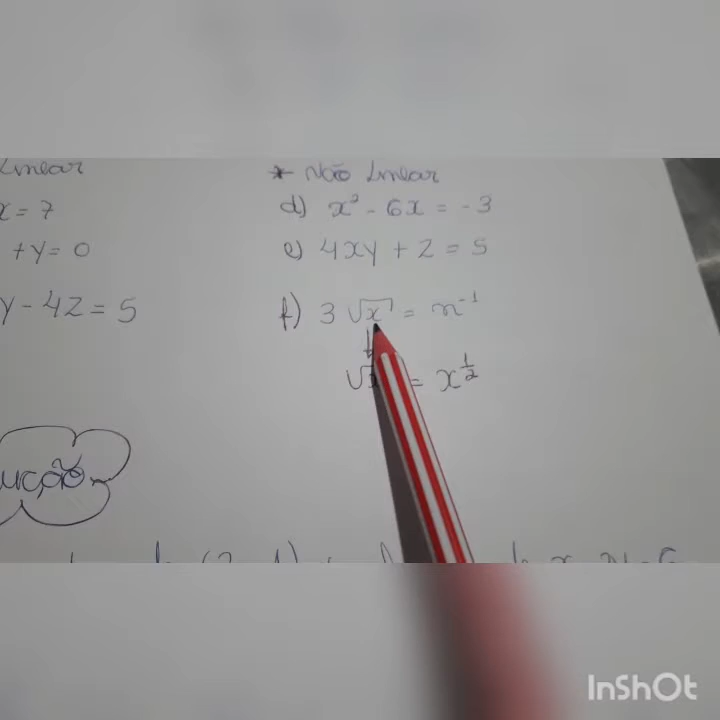 Linear * Não Linear
x = 7 d) x² - 6x = -3
+ y = 0 e) 4xy + z = 5
y - 4z = 5 f) 3 √x = n⁻¹
= x^½
InShOt